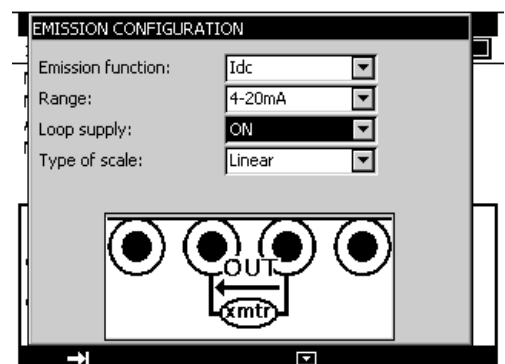 EMISSION CONFIGURATION
Emission function: Idc
Range: 4-20mA
Loop supply: ON
Type of scale: Linear
OUT
xmtr